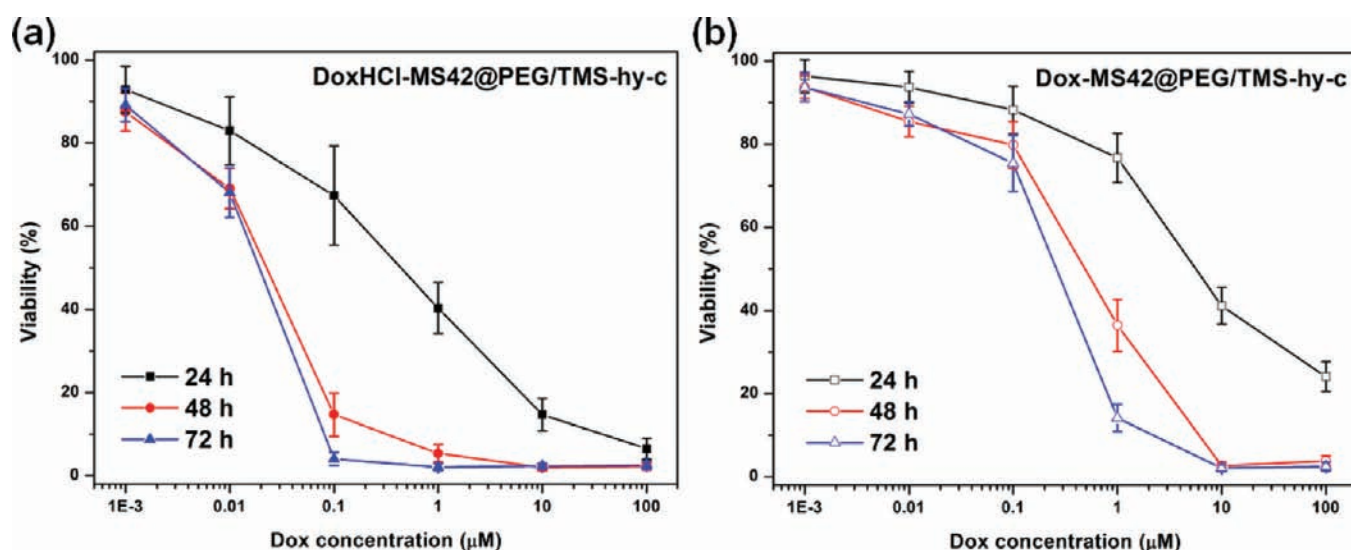 (a)
DoxHCl-MS42@PEG/TMS-hy-c
Viability (%)
100
80
60
40
20
0
24 h
48 h
72 h
1E-3 0.01 0.1 1 10 100
Dox concentration (μM)
(b)
Dox-MS42@PEG/TMS-hy-c
Viability (%)
100
80
60
40
20
0
24 h
48 h
72 h
1E-3 0.01 0.1 1 10 100
Dox concentration (μM)